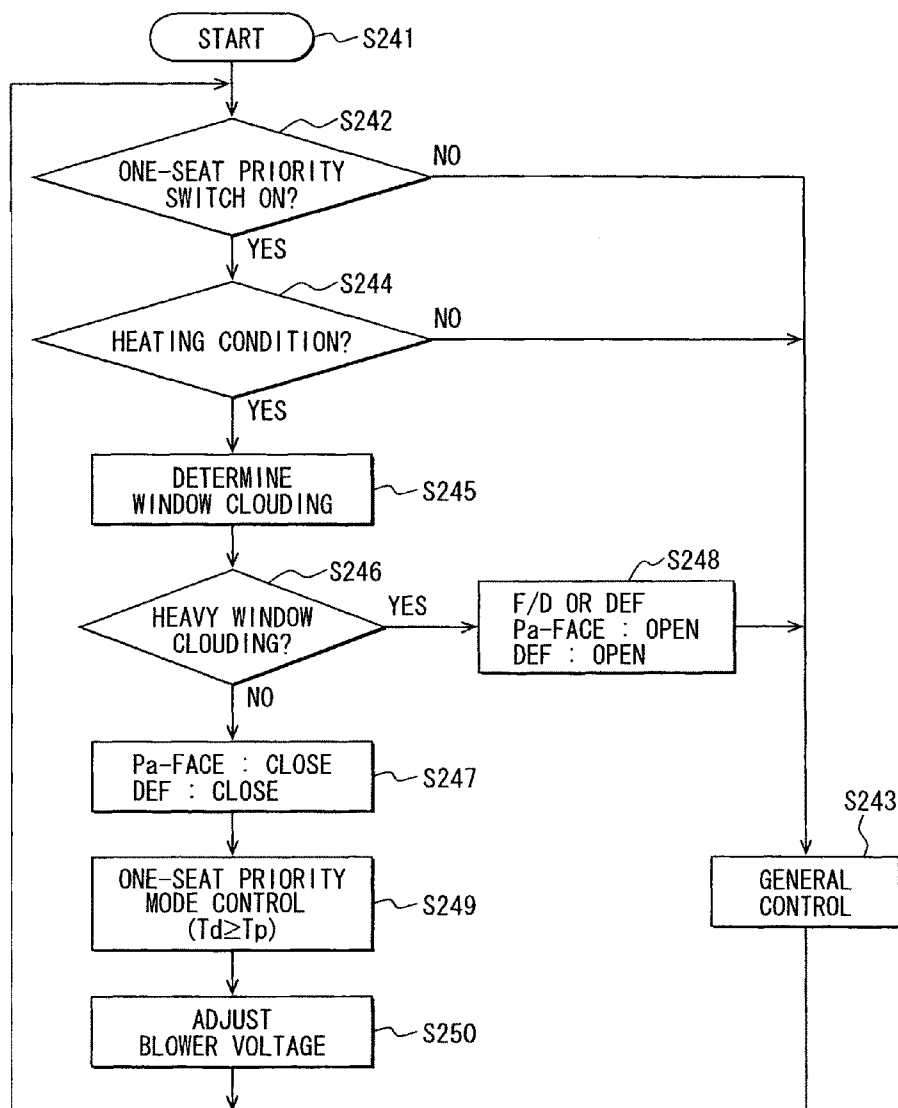 START
S241
S242
ONE-SEAT PRIORITY
SWITCH ON?
NO
YES
S244
HEATING CONDITION?
NO
YES
DETERMINE
WINDOW CLOUDING
S245
S246
HEAVY WINDOW
CLOUDING?
YES
NO
S248
F/D OR DEF
Pa-FACE : OPEN
DEF : OPEN
Pa-FACE : CLOSE
DEF : CLOSE
S247
S243
GENERAL
CONTROL
ONE-SEAT PRIORITY
MODE CONTROL
(Td≥Tp)
S249
ADJUST
BLOWER VOLTAGE
S250